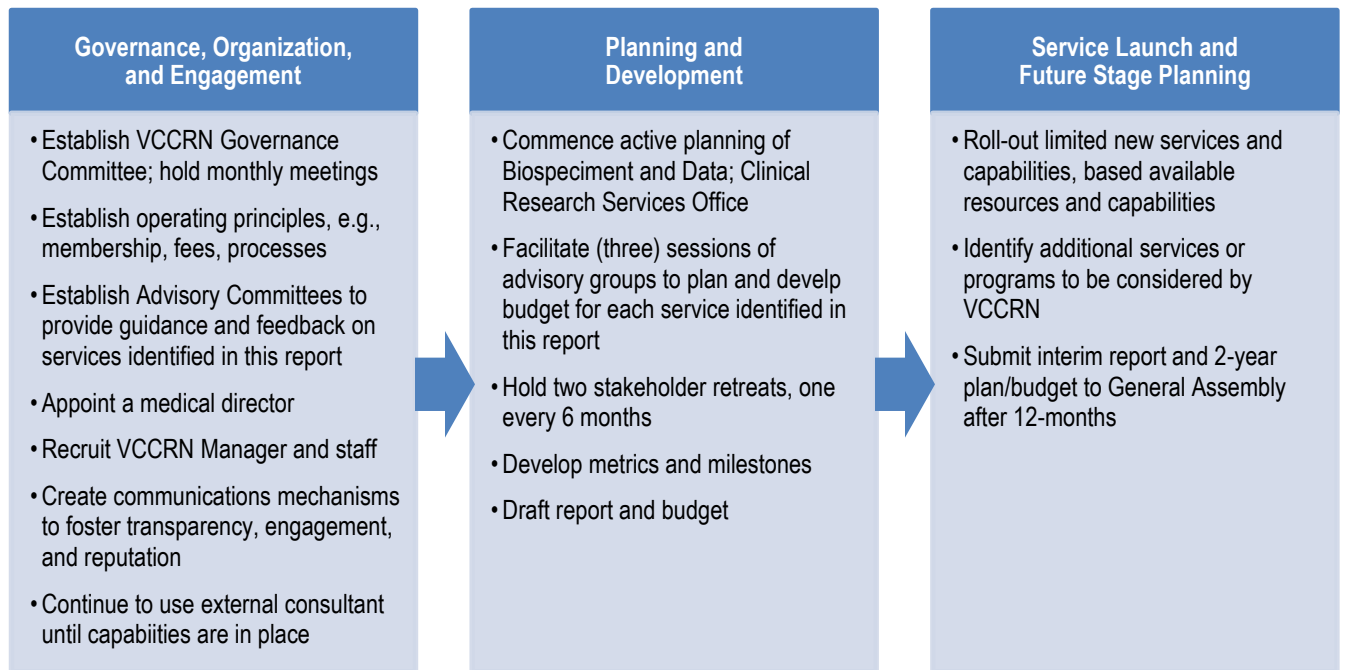 Governance, Organization,
and Engagement
• Establish VCCRN Governance
Committee; hold monthly meetings
• Establish operating principles, e.g.,
membership, fees, processes
• Establish Advisory Committees to
provide guidance and feedback on
services identified in this report
• Appoint a medical director
• Recruit VCCRN Manager and staff
• Create communications mechanisms
to foster transparency, engagement,
and reputation
• Continue to use external consultant
until capabiities are in place
Planning and
Development
• Commence active planning of
Biospeciment and Data; Clinical
Research Services Office
• Facilitate (three) sessions of
advisory groups to plan and develp
budget for each service identified in
this report
• Hold two stakeholder retreats, one
every 6 months
• Develop metrics and milestones
• Draft report and budget
Service Launch and
Future Stage Planning
• Roll-out limited new services and
capabilities, based available
resources and capabilities
• Identify additional services or
programs to be considered by
VCCRN
• Submit interim report and 2-year
plan/budget to General Assembly
after 12-months